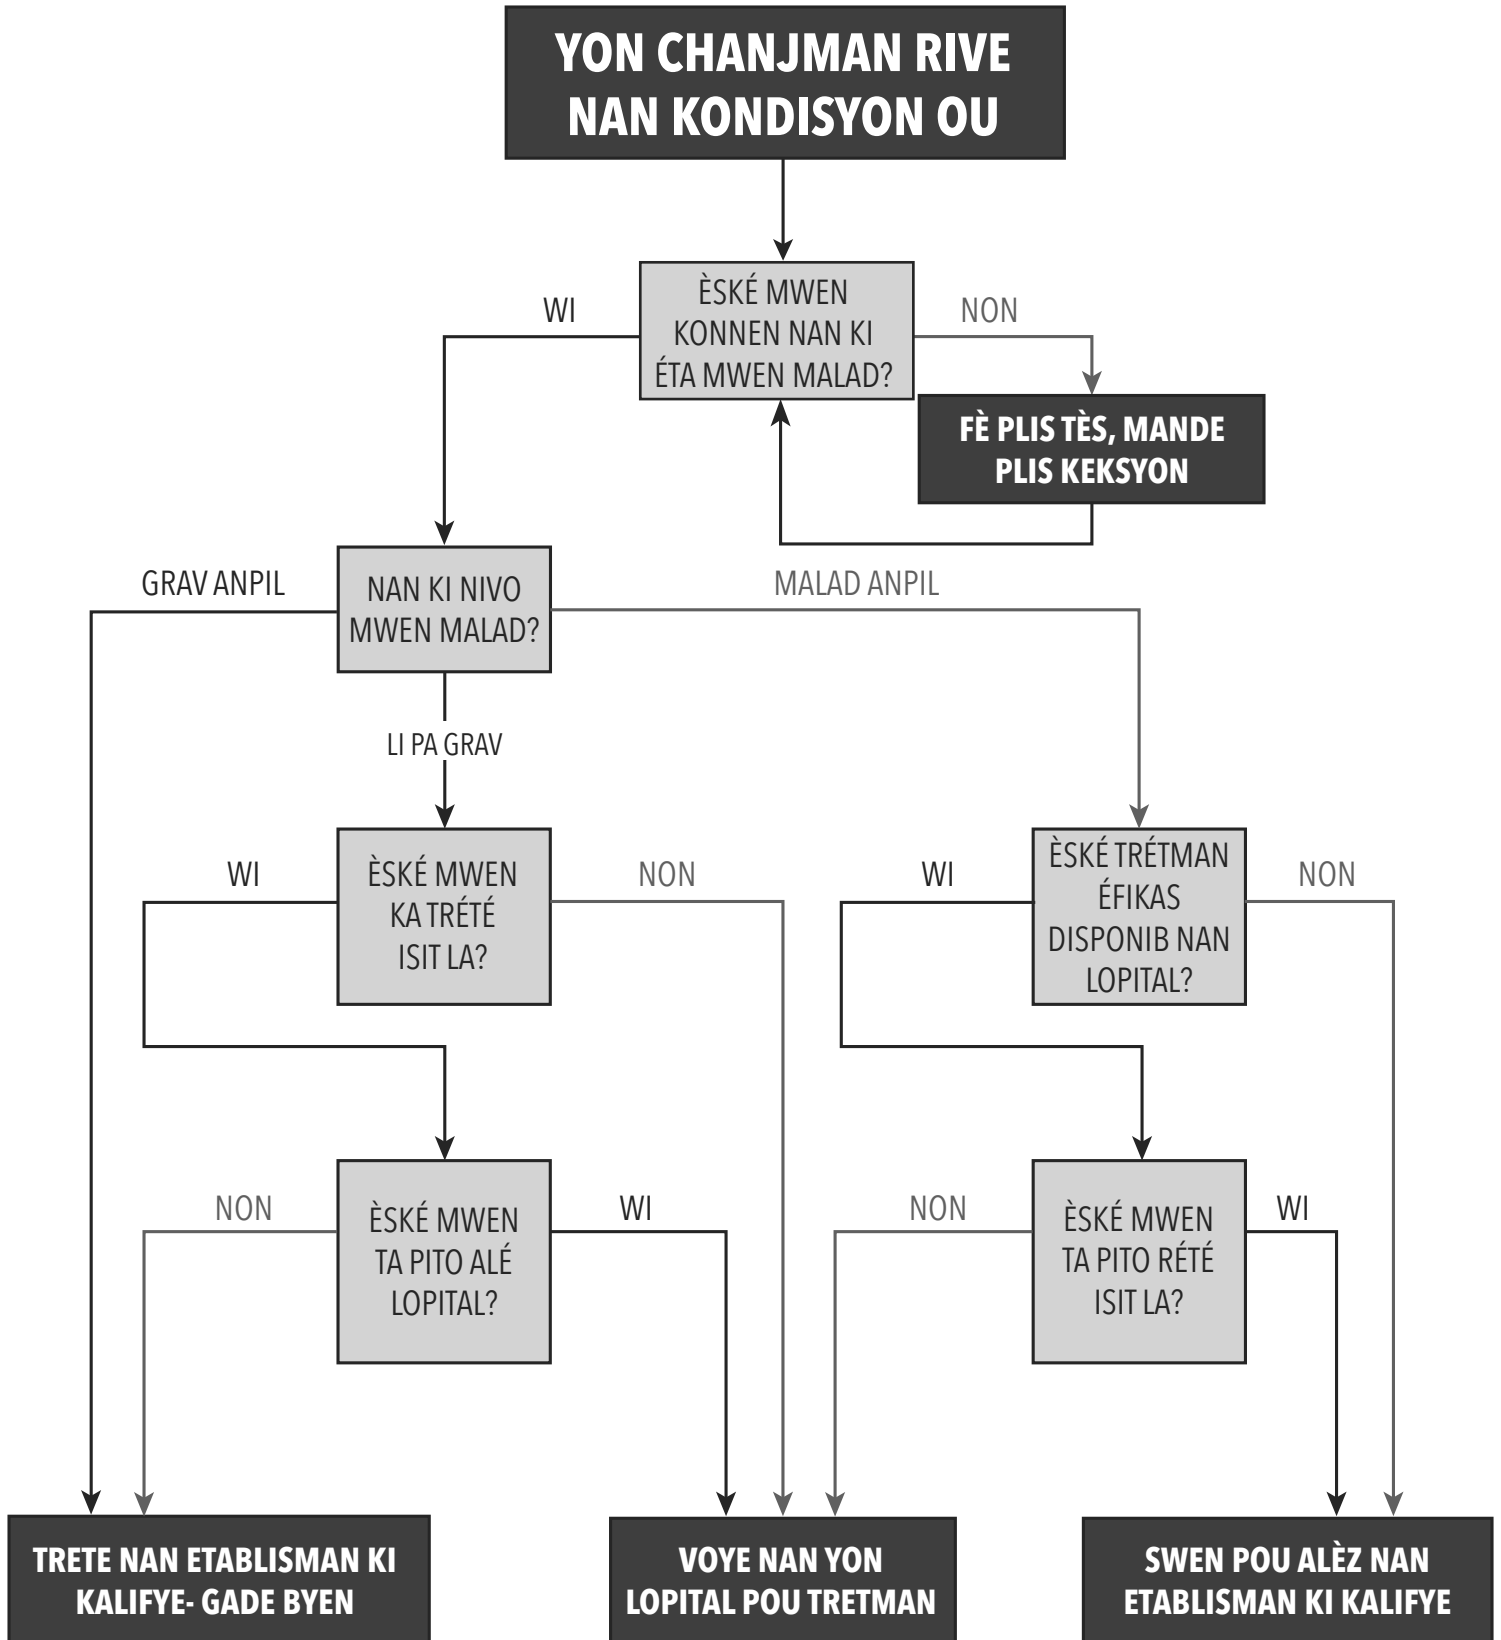 YON CHANJMAN RIVE
NAN KONDISYON OU
WI
ÈSKÉ MWEN
KONNEN NAN KI
ÉTA MWEN MALAD?
NON
FÈ PLIS TÈS, MANDE
PLIS KEKSYON
GRAV ANPIL
NAN KI NIVO
MWEN MALAD?
MALAD ANPIL
LI PA GRAV
WI
ÈSKÉ MWEN
KA TRÉTÉ
ISIT LA?
NON
WI
ÈSKÉ TRÉTMAN
ÉFIKAS
DISPONIB NAN
LOPITAL?
NON
NON
ÈSKÉ MWEN
TA PITO ALÉ
LOPITAL?
WI
NON
ÈSKÉ MWEN
TA PITO RÉTÉ
ISIT LA?
WI
TRETE NAN ETABLISMAN KI
KALIFYE- GADE BYEN
VOYE NAN YON
LOPITAL POU TRETMAN
SWEN POU ALÈZ NAN
ETABLISMAN KI KALIFYE